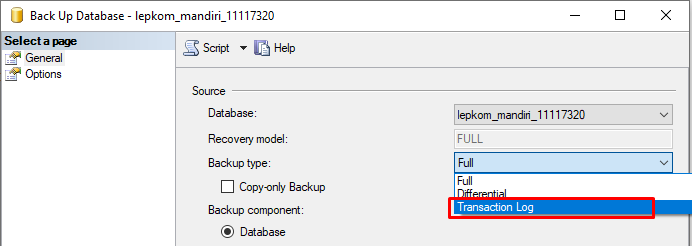 Back Up Database - lepkom_mandiri_11117320
Select a page
General
Options
Script
Help
Source
Database:
lepkom_mandiri_11117320
Recovery model:
FULL
Backup type:
Full
Full
Differential
Transaction Log
Copy-only Backup
Backup component:
Database